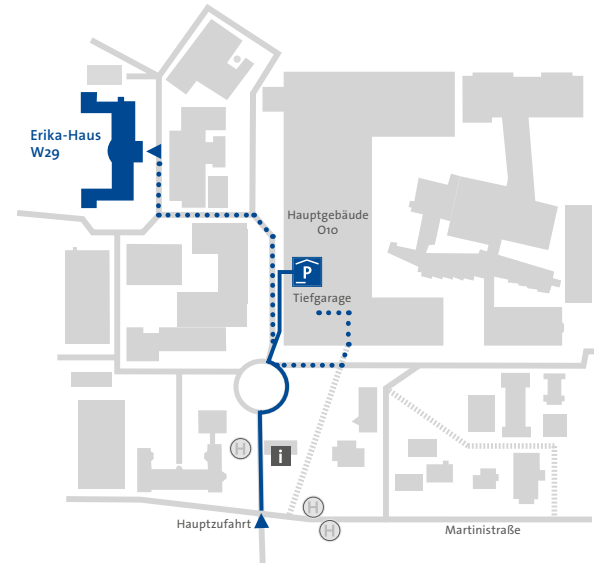 Erika-Haus
W29
Hauptgebäude
O10
P
Tiefgarage
H
i
H
H
Hauptzufahrt
Martinistraße